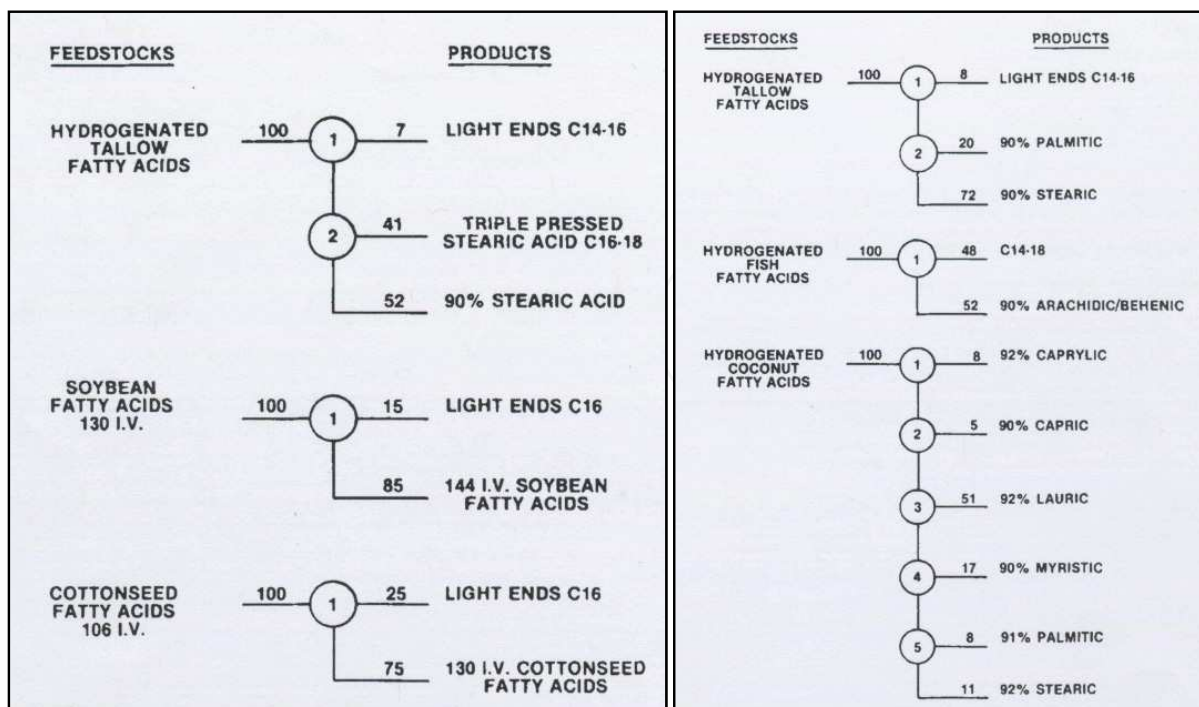 FEEDSTOCKS
PRODUCTS
HYDROGENATED
TALLOW
FATTY ACIDS
100
1
7
LIGHT ENDS C14-16
2
41
TRIPLE PRESSED
STEARIC ACID C16-18
52
90% STEARIC ACID
SOYBEAN
FATTY ACIDS
130 I.V.
100
1
15
LIGHT ENDS C16
85
144 I.V. SOYBEAN
FATTY ACIDS
COTTONSEED
FATTY ACIDS
106 I.V.
100
1
25
LIGHT ENDS C16
75
130 I.V. COTTONSEED
FATTY ACIDS
FEEDSTOCKS
PRODUCTS
HYDROGENATED
TALLOW
FATTY ACIDS
100
1
8
LIGHT ENDS C14-16
2
20
90% PALMITIC
72
90% STEARIC
HYDROGENATED
FISH
FATTY ACIDS
100
1
48
C14-18
52
90% ARACHIDIC/BEHENIC
HYDROGENATED
COCONUT
FATTY ACIDS
100
1
8
92% CAPRYLIC
2
5
90% CAPRIC
3
51
92% LAURIC
4
17
90% MYRISTIC
5
8
91% PALMITIC
11
92% STEARIC